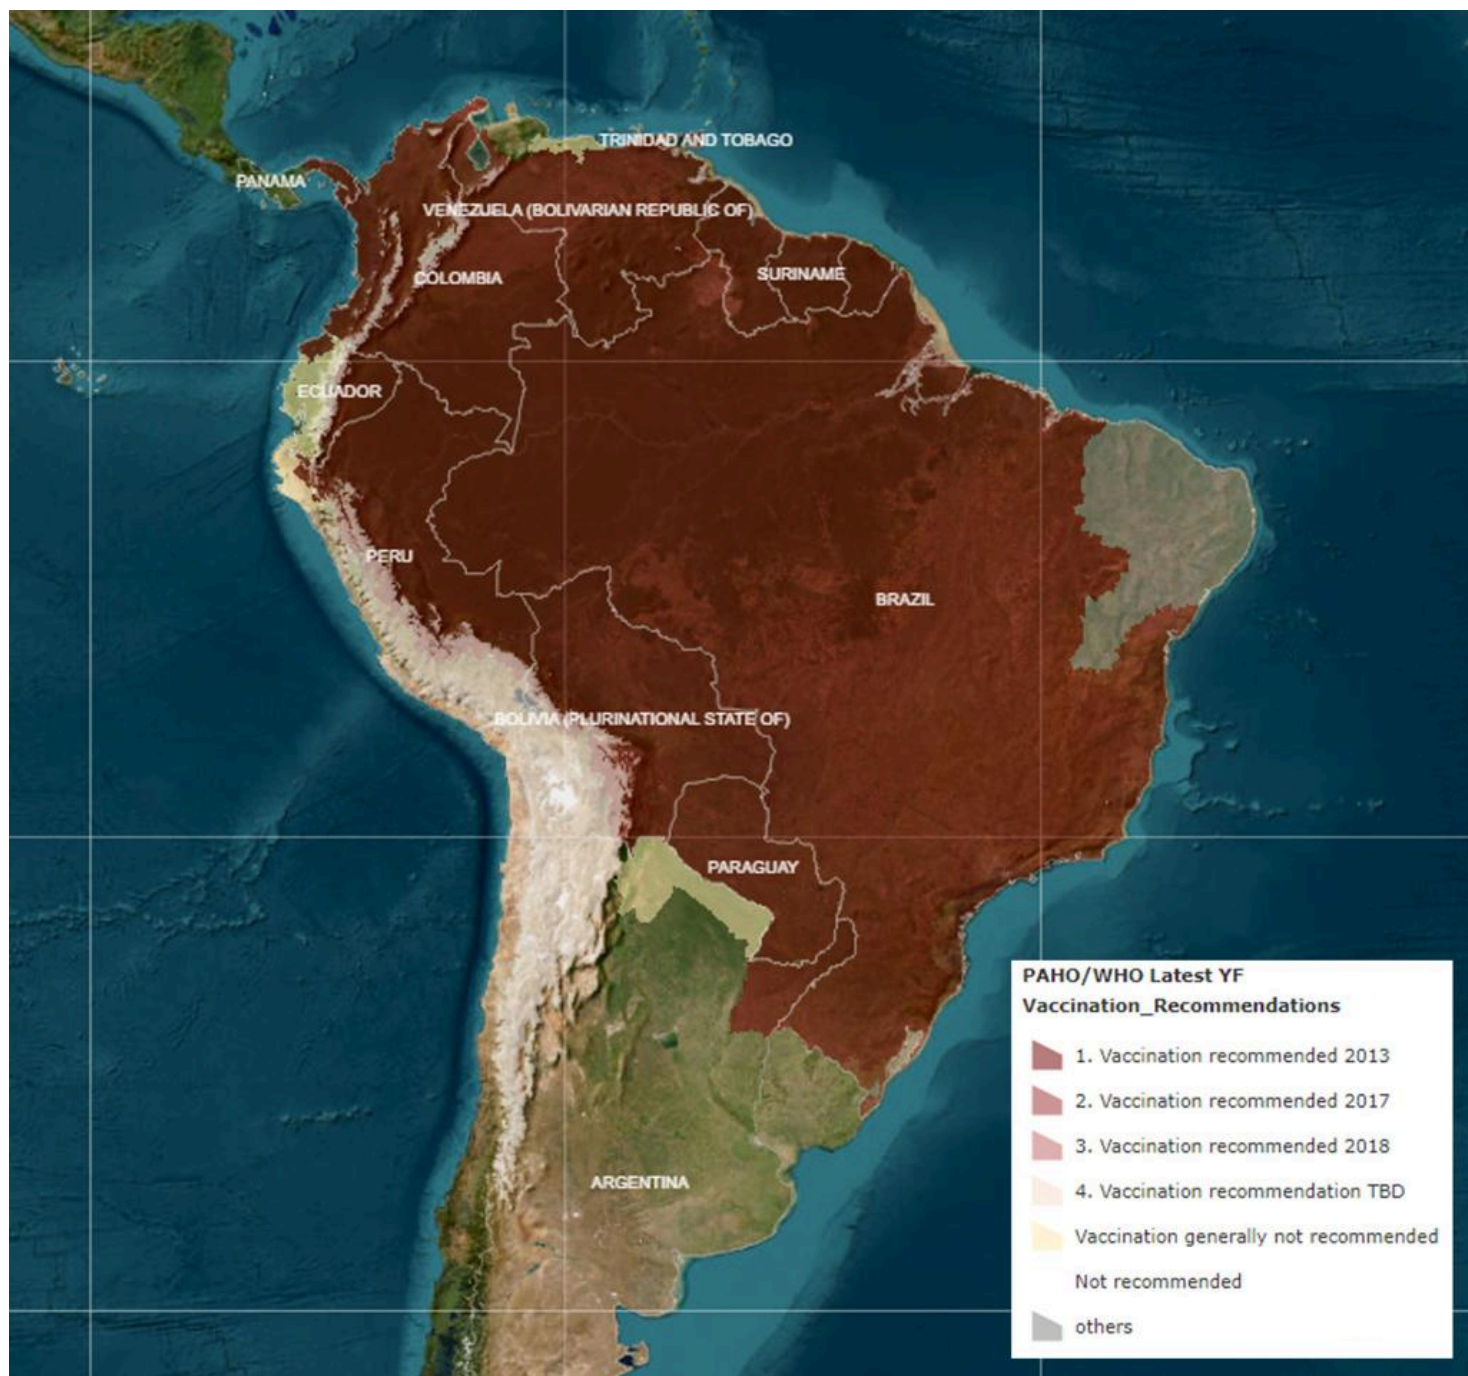 TRINIDAD AND TOBAGO
PANAMA
VENEZUELA (BOLIVARIAN REPUBLIC OF)
COLOMBIA
SURINAME
ECUADOR
PERU
BRAZIL
BOLIVIA (PLURINATIONAL STATE OF)
PARAGUAY
ARGENTINA
PAHO/WHO Latest YF
Vaccination_Recommendations
1. Vaccination recommended 2013
2. Vaccination recommended 2017
3. Vaccination recommended 2018
4. Vaccination recommendation TBD
Vaccination generally not recommended
Not recommended
others